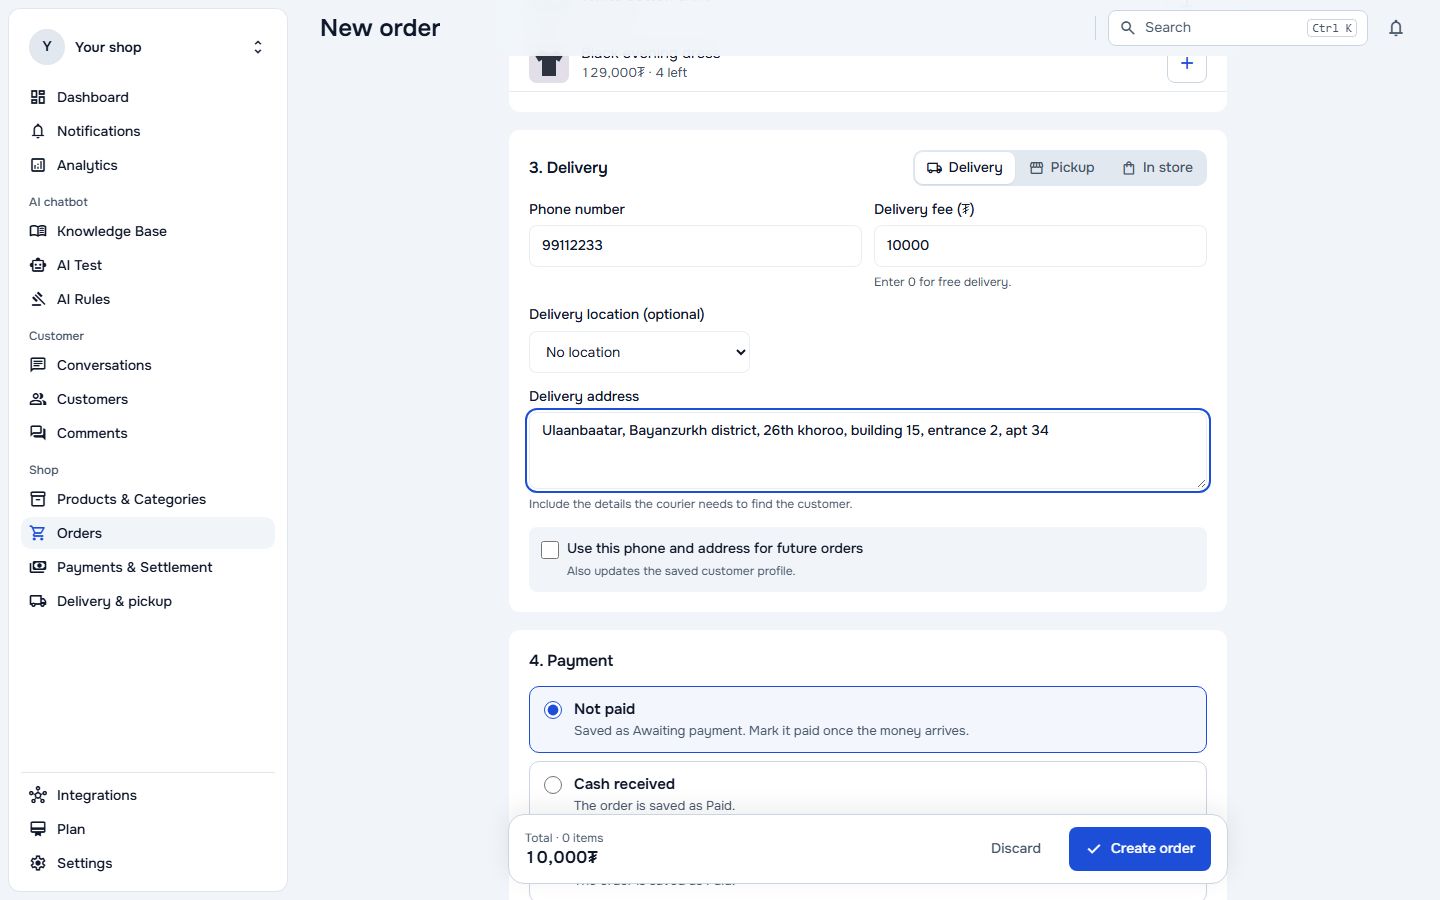 Y
Your shop
Dashboard
Notifications
Analytics
AI chatbot
Knowledge Base
AI Test
AI Rules
Customer
Conversations
Customers
Comments
Shop
Products & Categories
Orders
Payments & Settlement
Delivery & pickup
Integrations
Plan
Settings
New order
Search
Ctrl K
Black evening dress
129,000₮ · 4 left
3. Delivery
Delivery
Pickup
In store
Phone number
Delivery fee (₮)
99112233
10000
Enter 0 for free delivery.
Delivery location (optional)
No location
Delivery address
Ulaanbaatar, Bayanzurkh district, 26th khoroo, building 15, entrance 2, apt 34
Include the details the courier needs to find the customer.
Use this phone and address for future orders
Also updates the saved customer profile.
4. Payment
Not paid
Saved as Awaiting payment. Mark it paid once the money arrives.
Cash received
The order is saved as Paid.
Total · 0 items
10,000₮
Discard
Create order